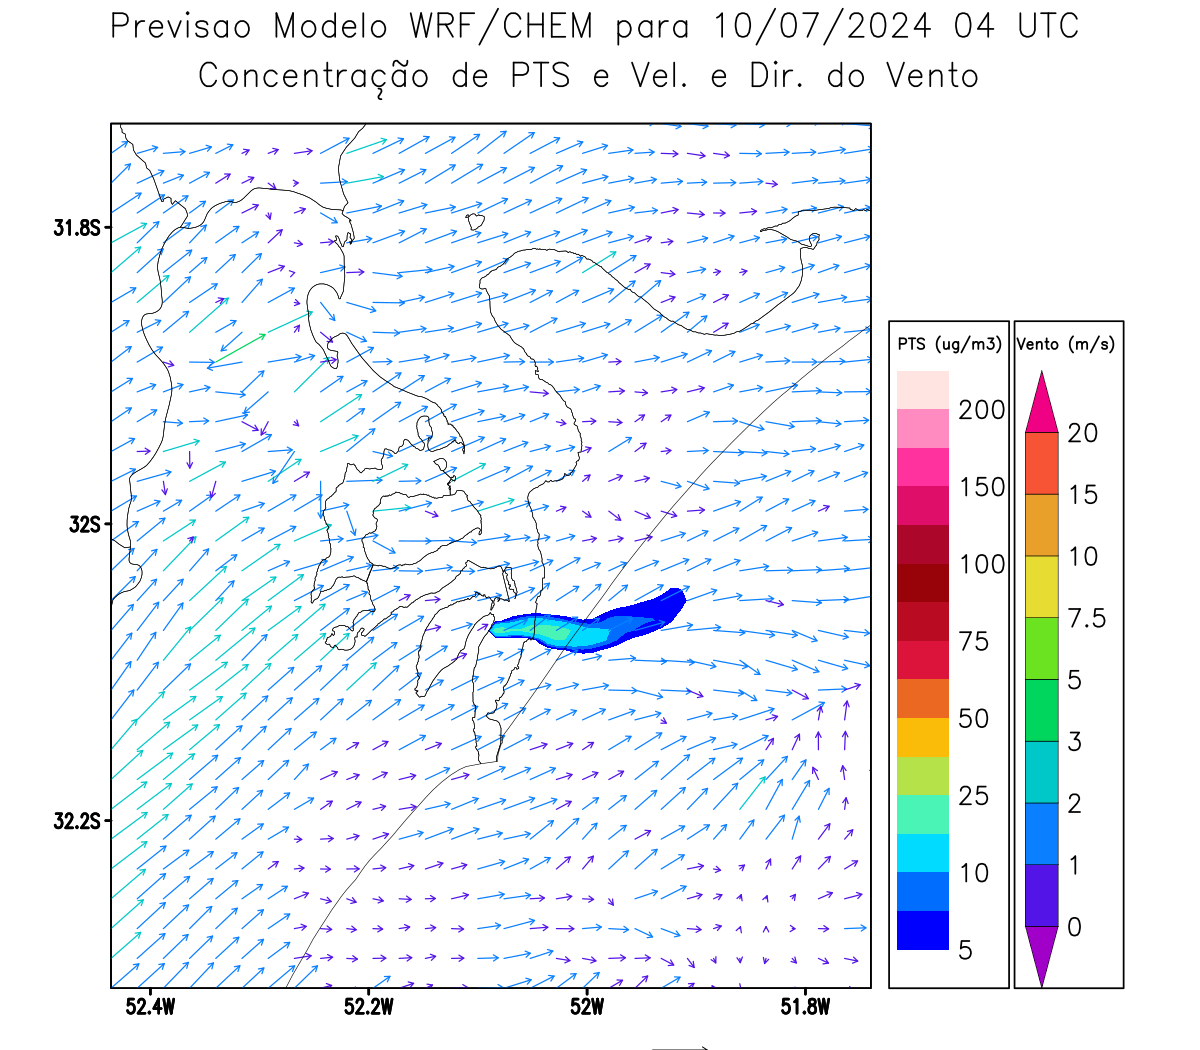 Previsao Modelo WRF/CHEM para 10/07/2024 04 UTC
Concentração de PTS e Vel. e Dir. do Vento
31.8S
32S
32.2S
52.4W
52.2W
52W
51.8W
PTS (ug/m3)
200
150
100
75
50
25
10
5
Vento (m/s)
20
15
10
7.5
5
3
2
1
0